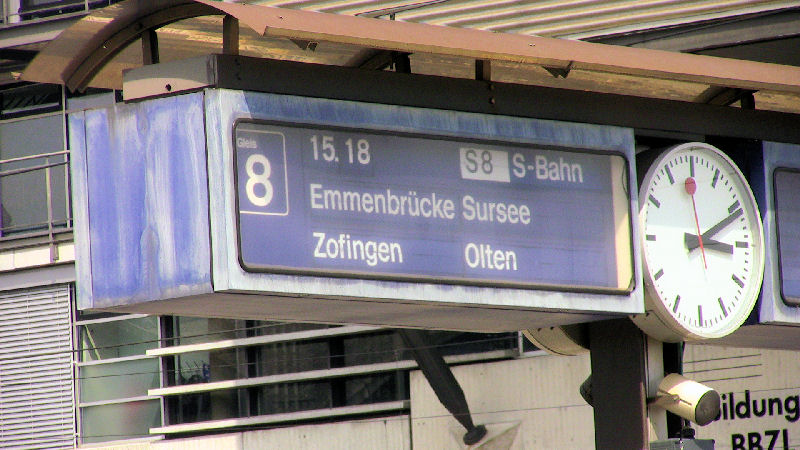 Gleis
8
15.18 S8 S-Bahn
Emmenbrücke Sursee
Zofingen Olten
ildung
BBZL